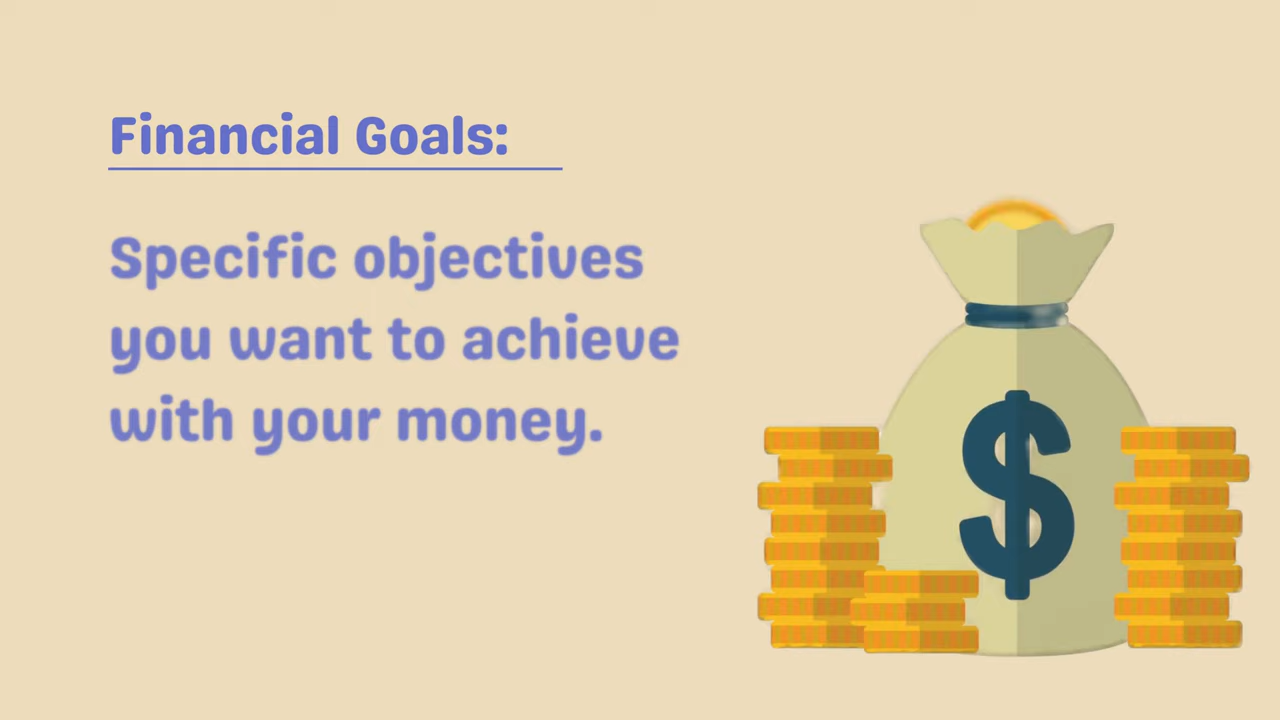 Financial Goals:
Specific objectives
you want to achieve
with your money.
$